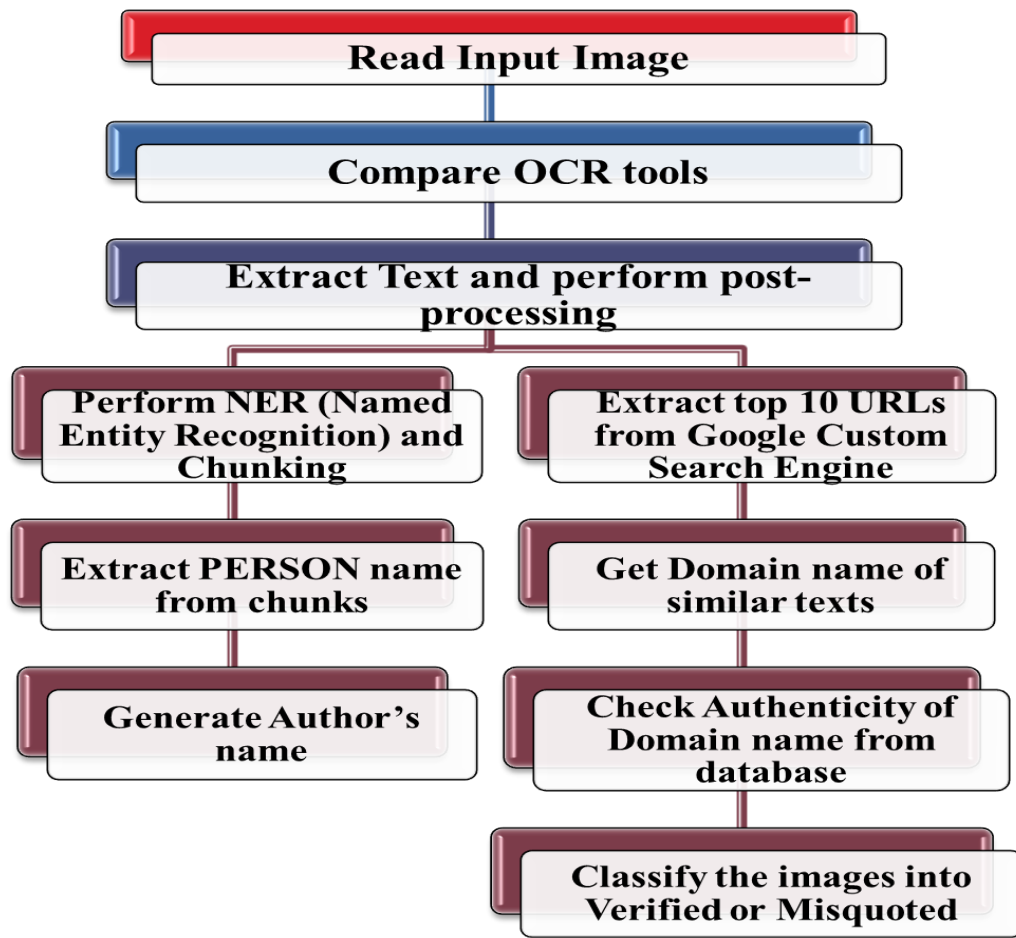 Read Input Image
Compare OCR tools
Extract Text and perform post-
processing
Perform NER (Named
Entity Recognition) and
Chunking
Extract PERSON name
from chunks
Generate Author’s
name
Extract top 10 URLs
from Google Custom
Search Engine
Get Domain name of
similar texts
Check Authenticity of
Domain name from
database
Classify the images into
Verified or Misquoted